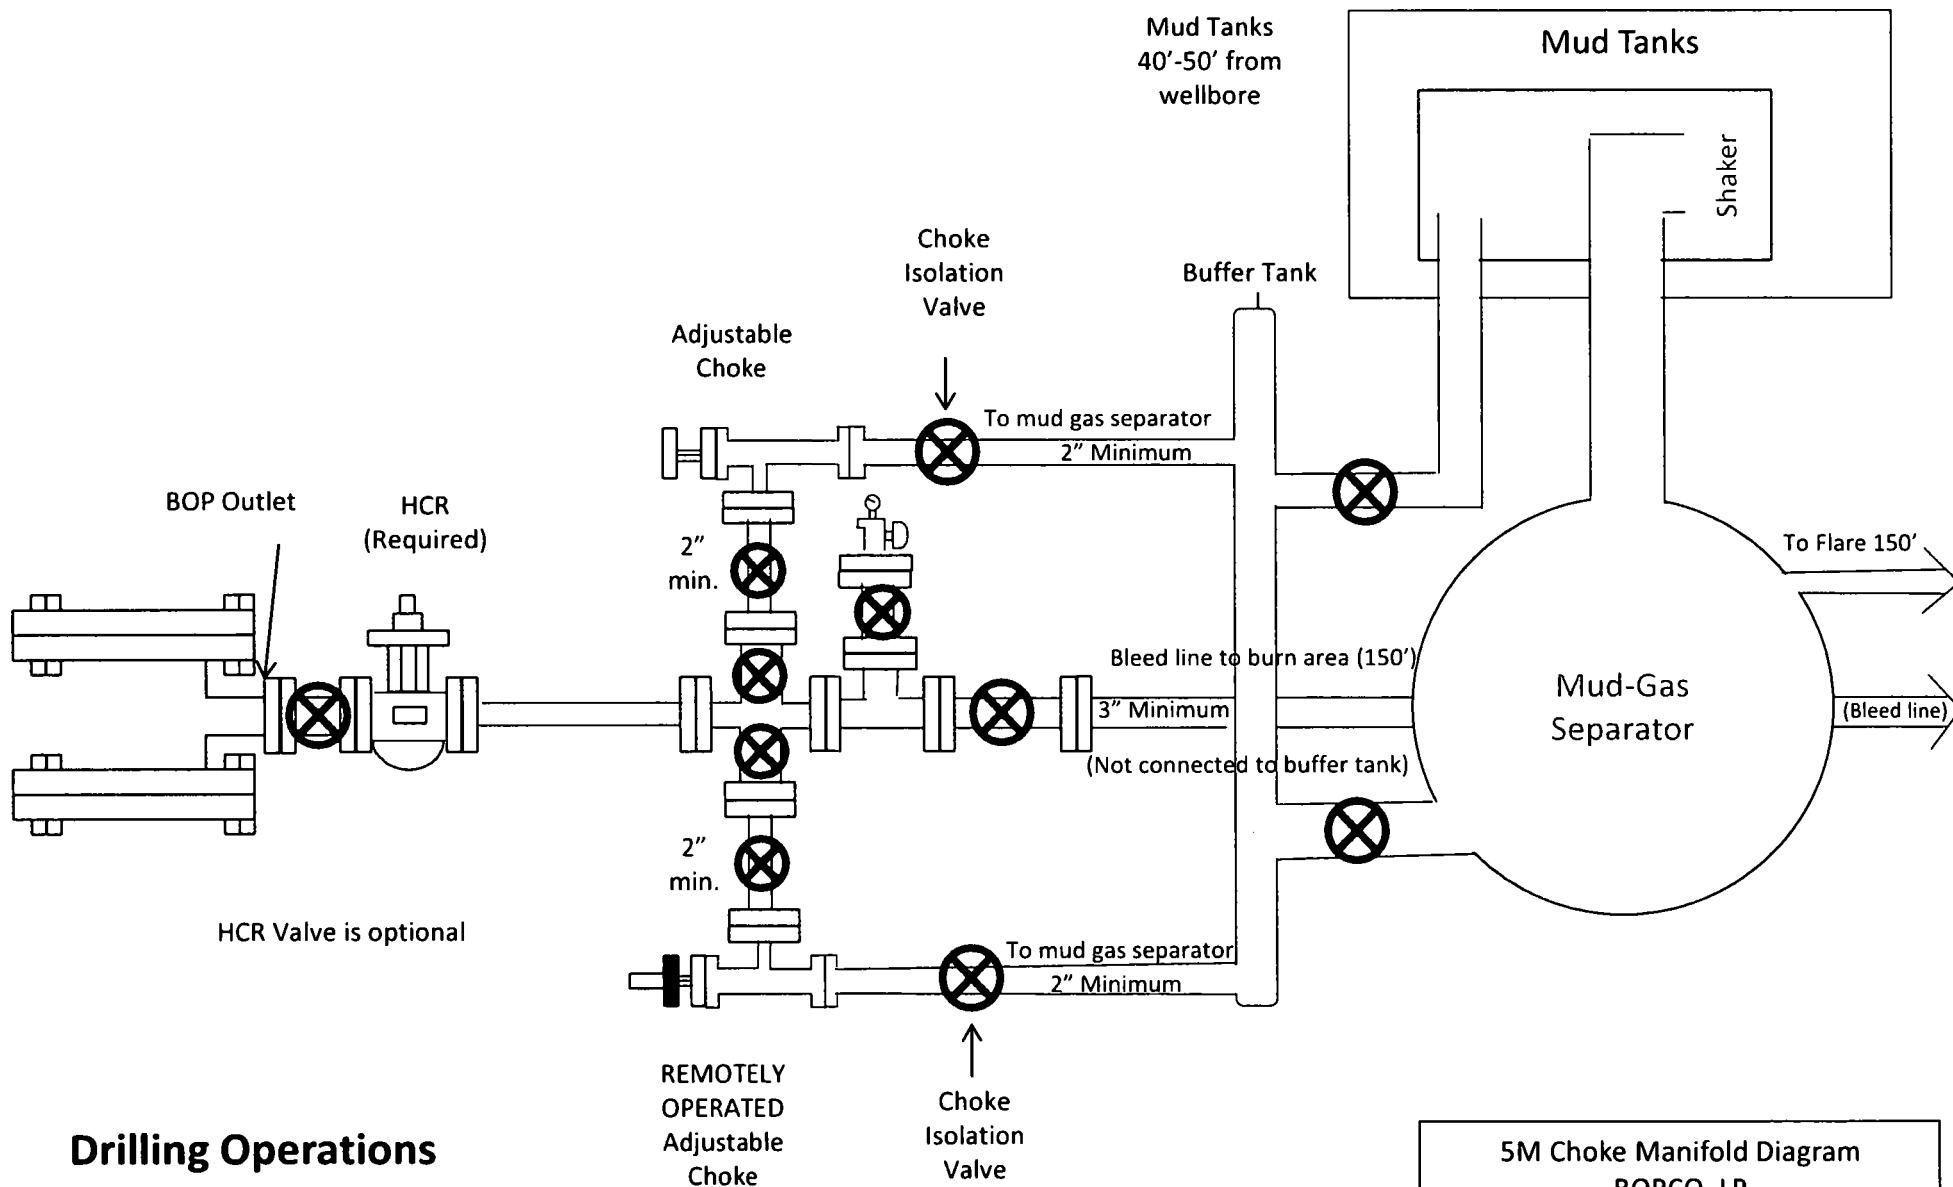 Mud Tanks
40'-50' from
wellbore
Mud Tanks
Shaker
Choke
Isolation
Valve
Buffer Tank
Adjustable
Choke
To mud gas separator
2" Minimum
BOP Outlet
HCR
(Required)
2"
min.
To Flare 150'
Bleed line to burn area (150')
3" Minimum
(Not connected to buffer tank)
Mud-Gas
Separator
(Bleed line)
2"
min.
HCR Valve is optional
To mud gas separator
2" Minimum
REMOTELY
OPERATED
Adjustable
Choke
Choke
Isolation
Valve
Drilling Operations
5M Choke Manifold Diagram
BOPCO, LP